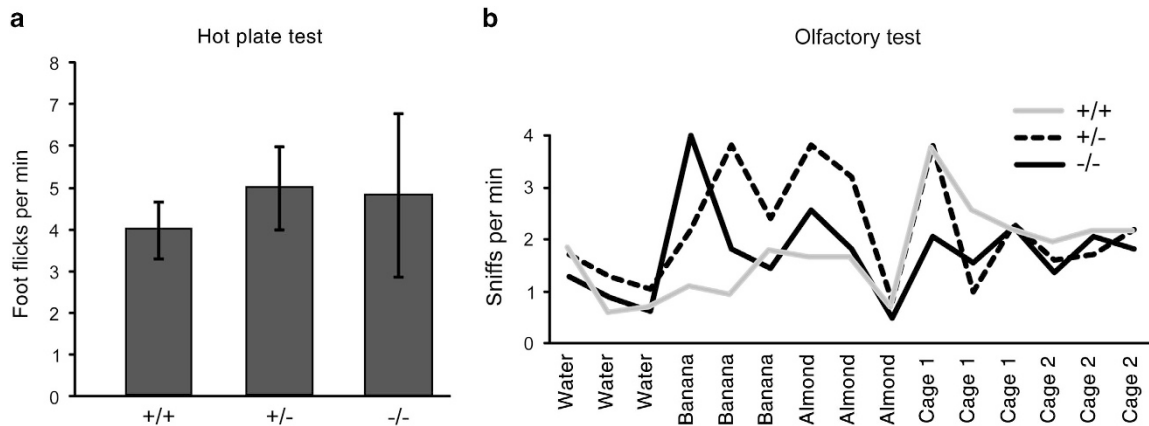 a
Hot plate test
Foot flicks per min
8
7
6
5
4
3
2
1
0
+/+
+/-
-/-
b
Olfactory test
+/+
+/-
-/-
Sniffs per min
4
3
2
1
0
Water
Water
Water
Banana
Banana
Banana
Almond
Almond
Almond
Cage 1
Cage 1
Cage 1
Cage 2
Cage 2
Cage 2